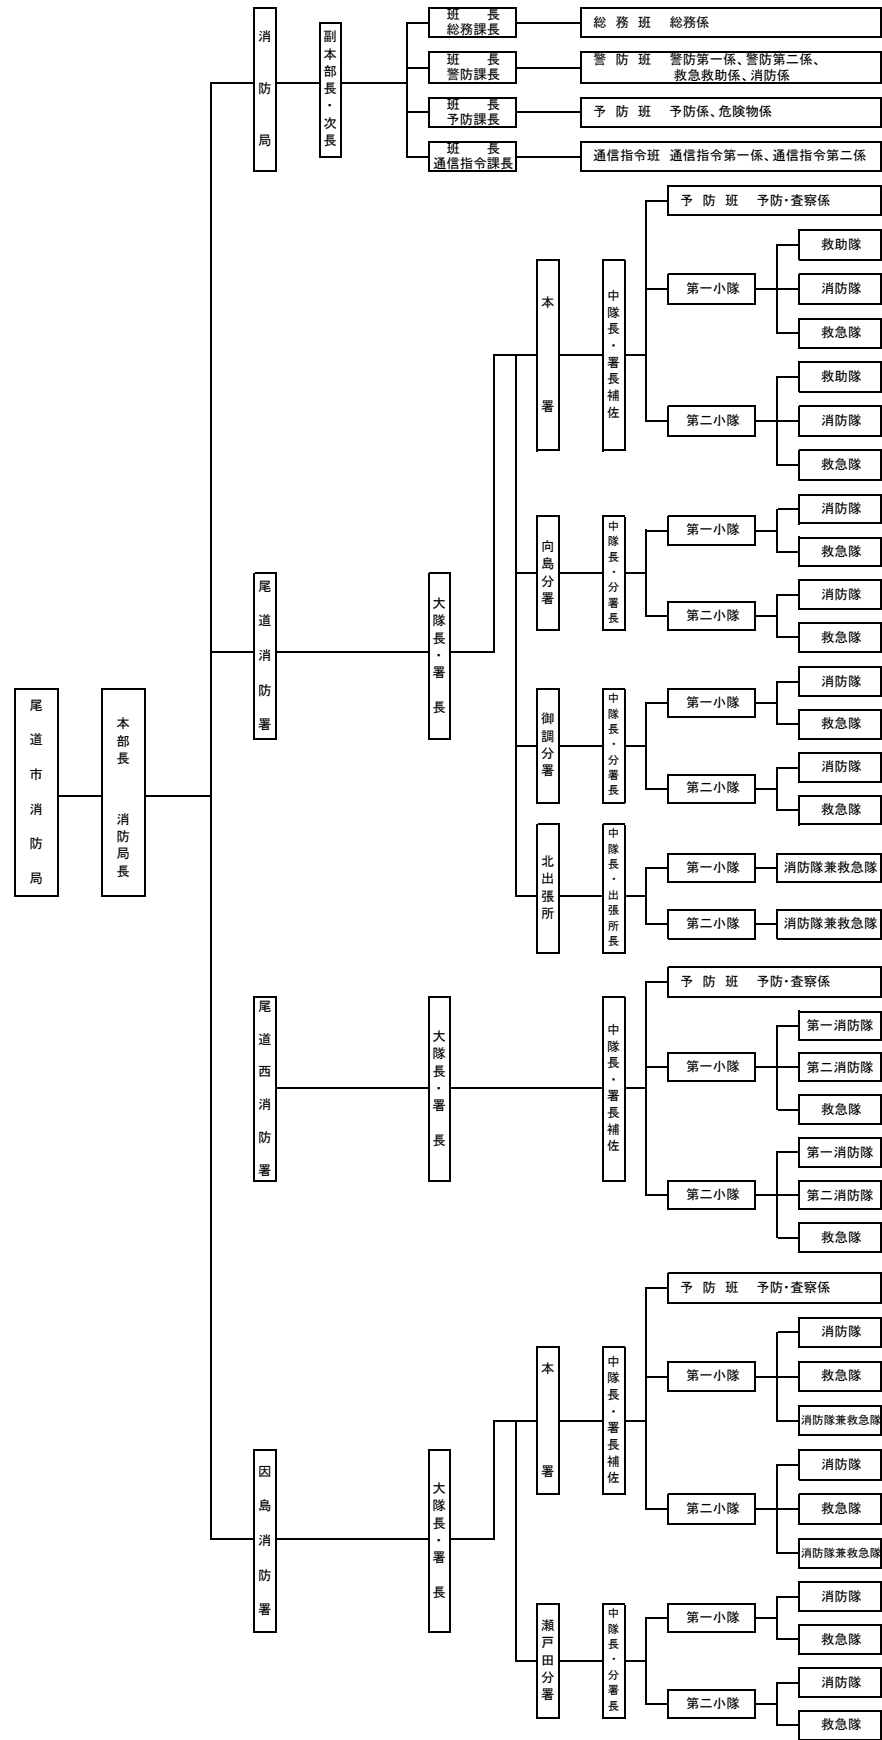 尾道市消防局
本部長 消防局長
消防局
副本部長・次長
班 長
総務課長
総 務 班 総務係
班 長
警防課長
警 防 班 警防第一係、警防第二係、
救急救助係、消防係
班 長
予防課長
予 防 班 予防係、危険物係
班 長
通信指令課長
通信指令班 通信指令第一係、通信指令第二係
尾道消防署
大隊長・署長
本署
中隊長・署長補佐
予 防 班 予防・査察係
第一小隊
救助隊
消防隊
救急隊
第二小隊
救助隊
消防隊
救急隊
向島分署
中隊長・分署長
第一小隊
消防隊
救急隊
第二小隊
消防隊
救急隊
御調分署
中隊長・分署長
第一小隊
消防隊
救急隊
第二小隊
消防隊
救急隊
北出張所
中隊長・出張所長
第一小隊
消防隊兼救急隊
第二小隊
消防隊兼救急隊
尾道西消防署
大隊長・署長
中隊長・署長補佐
予 防 班 予防・査察係
第一小隊
第一消防隊
第二消防隊
救急隊
第二小隊
第一消防隊
第二消防隊
救急隊
因島消防署
大隊長・署長
本署
中隊長・署長補佐
予 防 班 予防・査察係
第一小隊
消防隊
救急隊
消防隊兼救急隊
第二小隊
消防隊
救急隊
消防隊兼救急隊
瀬戸田分署
中隊長・分署長
第一小隊
消防隊
救急隊
第二小隊
消防隊
救急隊